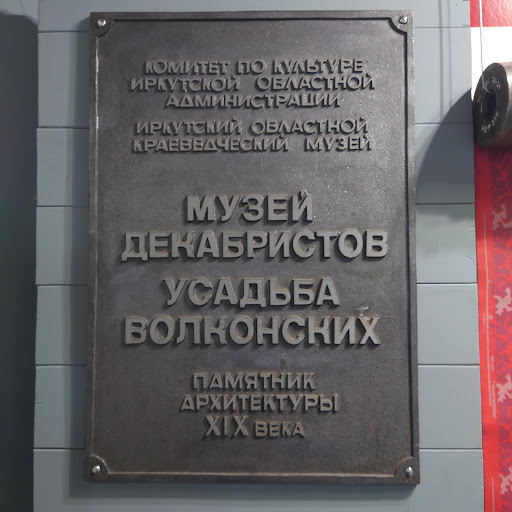 КОМИТЕТ ПО КУЛЬТУРЕ
ИРКУТСКОЙ ОБЛАСТНОЙ
АДМИНИСТРАЦИИ
ИРКУТСКИЙ ОБЛАСТНОЙ
КРАЕВЕДЧЕСКИЙ МУЗЕЙ
МУЗЕЙ
ДЕКАБРИСТОВ
УСАДЬБА
ВОЛКОНСКИХ
ПАМЯТНИК
АРХИТЕКТУРЫ
XIX ВЕКА